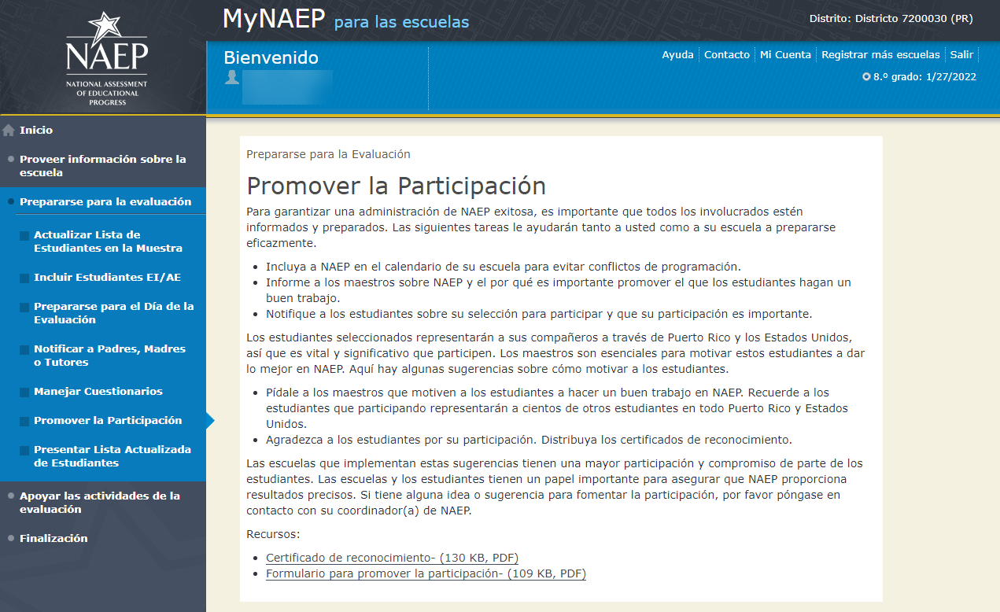 MyNAEP para las escuelas
Distrito: Districto 7200030 (PR)
NAEP
NATIONAL ASSESSMENT
OF EDUCATIONAL
PROGRESS
Bienvenido
Ayuda
Contacto
Mi Cuenta
Registrar más escuelas
Salir
8.º grado: 1/27/2022
Inicio
Proveer información sobre la
escuela
Prepararse para la evaluación
Actualizar Lista de
Estudiantes en la Muestra
Incluir Estudiantes EI/AE
Prepararse para el Día de la
Evaluación
Notificar a Padres, Madres
o Tutores
Manejar Cuestionarios
Promover la Participación
Presentar Lista Actualizada
de Estudiantes
Apoyar las actividades de la
evaluación
Finalización
Prepararse para la Evaluación
Promover la Participación
Para garantizar una administración de NAEP exitosa, es importante que todos los involucrados estén
informados y preparados. Las siguientes tareas le ayudarán tanto a usted como a su escuela a prepararse
eficazmente.
Incluya a NAEP en el calendario de su escuela para evitar conflictos de programación.
Informe a los maestros sobre NAEP y el por qué es importante promover el que los estudiantes hagan un
buen trabajo.
Notifique a los estudiantes sobre su selección para participar y que su participación es importante.
Los estudiantes seleccionados representarán a sus compañeros a través de Puerto Rico y los Estados Unidos,
así que es vital y significativo que participen. Los maestros son esenciales para motivar estos estudiantes a dar
lo mejor en NAEP. Aquí hay algunas sugerencias sobre cómo motivar a los estudiantes.
Pídale a los maestros que motiven a los estudiantes a hacer un buen trabajo en NAEP. Recuerde a los
estudiantes que participando representarán a cientos de otros estudiantes en todo Puerto Rico y Estados
Unidos.
Agradezca a los estudiantes por su participación. Distribuya los certificados de reconocimiento.
Las escuelas que implementan estas sugerencias tienen una mayor participación y compromiso de parte de los
estudiantes. Las escuelas y los estudiantes tienen un papel importante para asegurar que NAEP proporciona
resultados precisos. Si tiene alguna idea o sugerencia para fomentar la participación, por favor póngase en
contacto con su coordinador(a) de NAEP.
Recursos:
Certificado de reconocimiento- (130 KB, PDF)
Formulario para promover la participación- (109 KB, PDF)